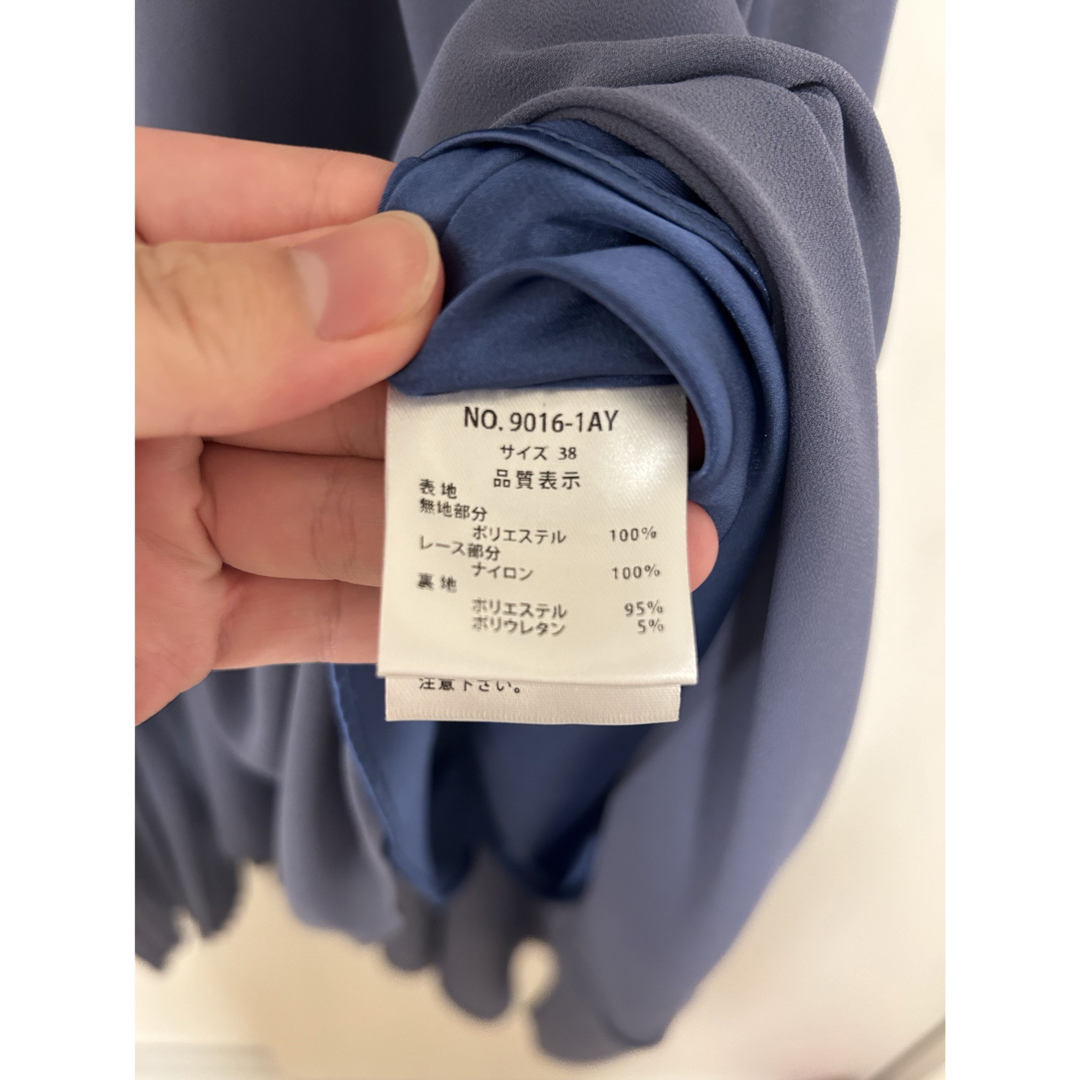 NO. 9016-1AY
サイズ 38
品質表示
表地
無地部分
ポリエステル 100%
レース部分
ナイロン 100%
裏地
ポリエステル 95%
ポリウレタン 5%
注意下さい。